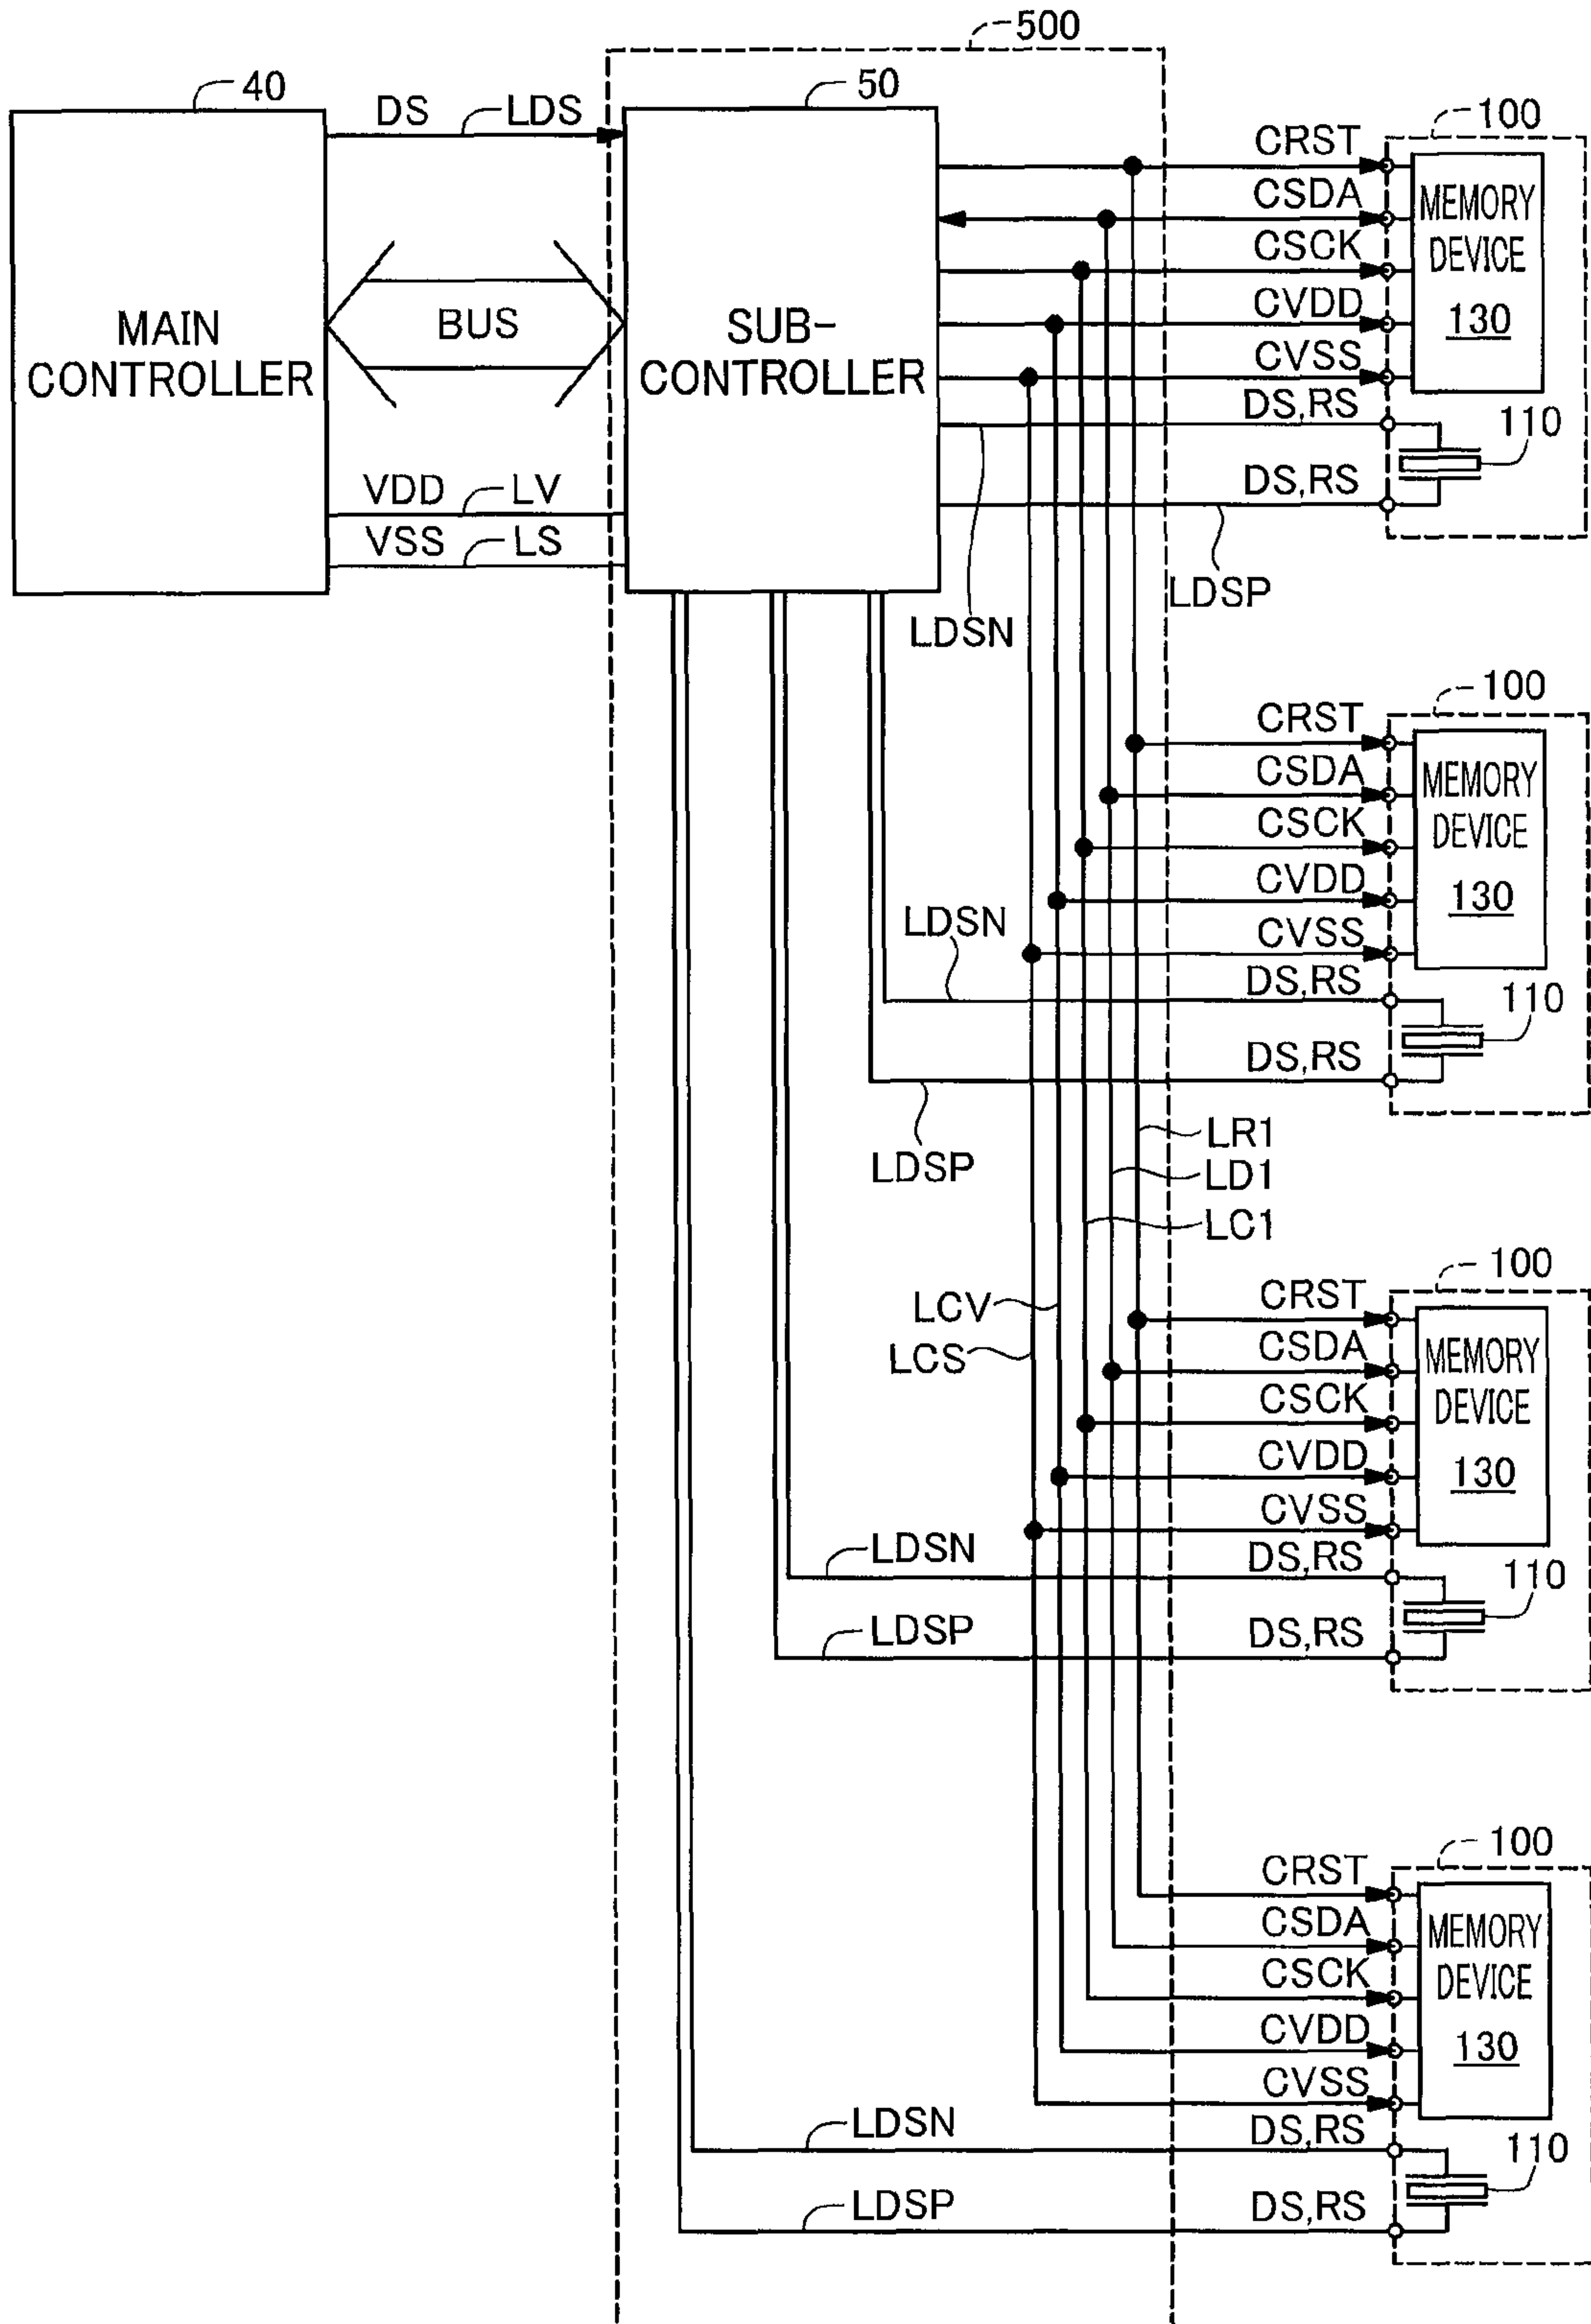 500
40
50
DS
LDS
100
CRST
CSDA
CSCK
CVDD
CVSS
DS,RS
DS,RS
MEMORY
DEVICE
130
110
MAIN
CONTROLLER
BUS
SUB-
CONTROLLER
VDD
LV
VSS
LS
LDSP
LDSN
100
CRST
CSDA
CSCK
CVDD
CVSS
DS,RS
DS,RS
MEMORY
DEVICE
130
110
LDSN
LDSP
LR1
LD1
LC1
LCV
LCS
100
CRST
CSDA
CSCK
CVDD
CVSS
DS,RS
DS,RS
MEMORY
DEVICE
130
110
LDSN
LDSP
100
CRST
CSDA
CSCK
CVDD
CVSS
DS,RS
DS,RS
MEMORY
DEVICE
130
110
LDSN
LDSP